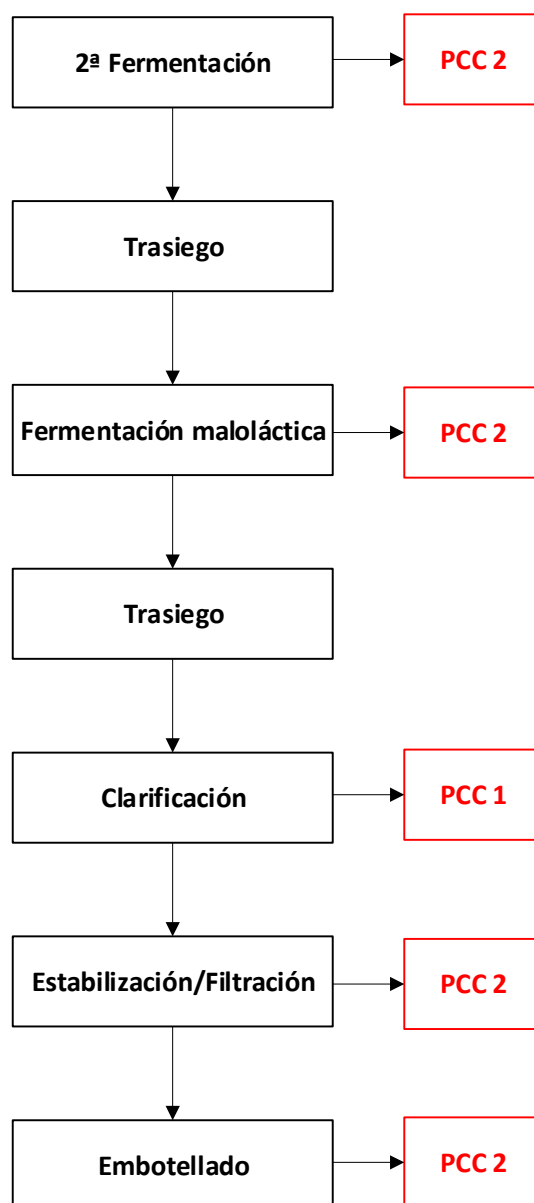 2ª Fermentación
PCC 2
Trasiego
Fermentación maloláctica
PCC 2
Trasiego
Clarificación
PCC 1
Estabilización/Filtración
PCC 2
Embotellado
PCC 2